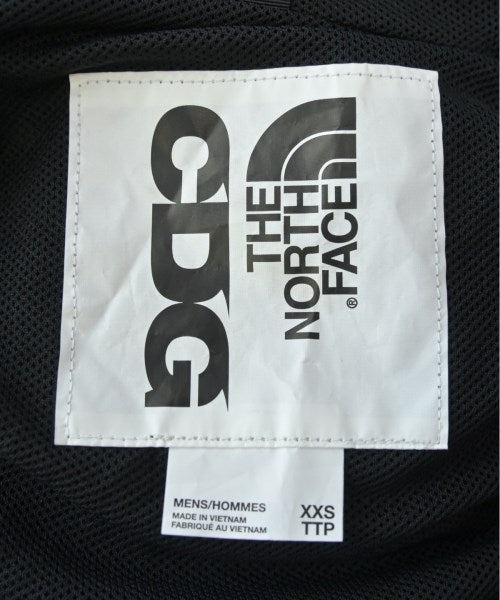 CDG
THE
NORTH
FACE®
MENS/HOMMES
MADE IN VIETNAM
FABRIQUÉ AU VIETNAM
XXS
TTP